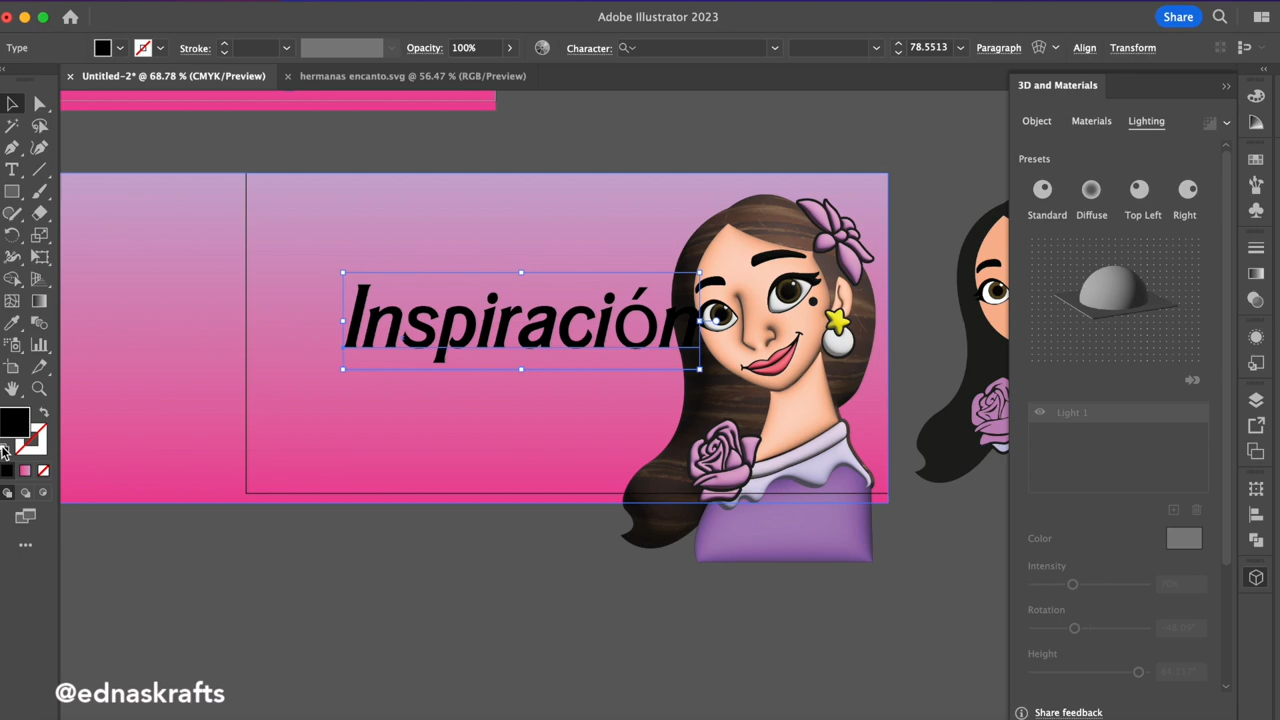 Adobe Illustrator 2023
Share
Type
Stroke:
Opacity:
100%
Character:
78.5513
Paragraph
Align
Transform
× Untitled-2* @ 68.78 % (CMYK/Preview)
× hermanas encanto.svg @ 56.47 % (RGB/Preview)
3D and Materials
Object
Materials
Lighting
Presets
Standard
Diffuse
Top Left
Right
Inspiración
Light 1
Color
Intensity
70%
Rotation
Height
Share feedback
@ednaskrafts